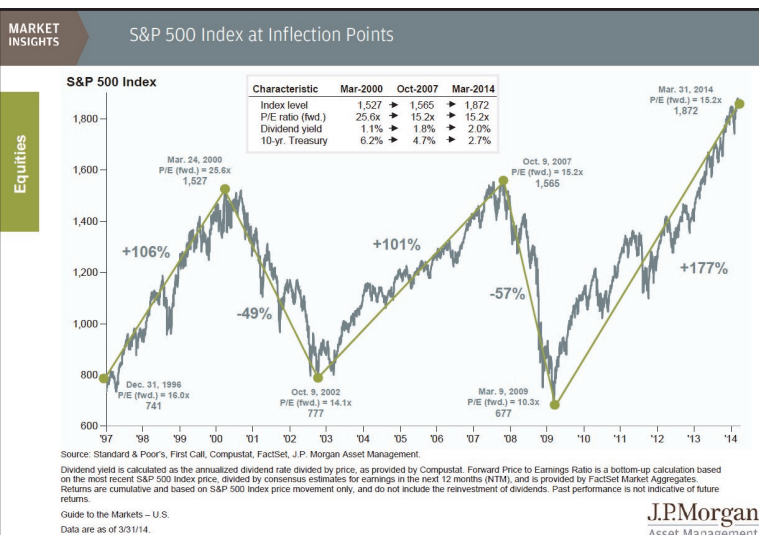 MARKET
INSIGHTS
S&P 500 Index at Inflection Points
Equities
S&P 500 Index
Characteristic Mar-2000 Oct-2007 Mar-2014
Index level 1,527 → 1,565 → 1,872
P/E ratio (fwd.) 25.6x → 15.2x → 15.2x
Dividend yield 1.1% → 1.8% → 2.0%
10-yr. Treasury 6.2% → 4.7% → 2.7%
Mar. 31, 2014
P/E (fwd.) = 15.2x
1,872
Mar. 24, 2000
P/E (fwd.) = 25.6x
1,527
Oct. 9, 2007
P/E (fwd.) = 15.2x
1,565
+106%
-49%
+101%
-57%
+177%
Dec. 31, 1996
P/E (fwd.) = 16.0x
741
Oct. 9, 2002
P/E (fwd.) = 14.1x
777
Mar. 9, 2009
P/E (fwd.) = 10.3x
677
1,800
1,600
1,400
1,200
1,000
800
600
'97 '98 '99 '00 '01 '02 '03 '04 '05 '06 '07 '08 '09 '10 '11 '12 '13 '14
Source: Standard & Poor's, First Call, Compustat, FactSet, J.P. Morgan Asset Management.
Dividend yield is calculated as the annualized dividend rate divided by price, as provided by Compustat. Forward Price to Earnings Ratio is a bottom-up calculation based
on the most recent S&P 500 Index price, divided by consensus estimates for earnings in the next 12 months (NTM), and is provided by FactSet Market Aggregates.
Returns are cumulative and based on S&P 500 Index price movement only, and do not include the reinvestment of dividends. Past performance is not indicative of future
returns.
Guide to the Markets – U.S.
Data are as of 3/31/14.
J.P.Morgan
Asset Management